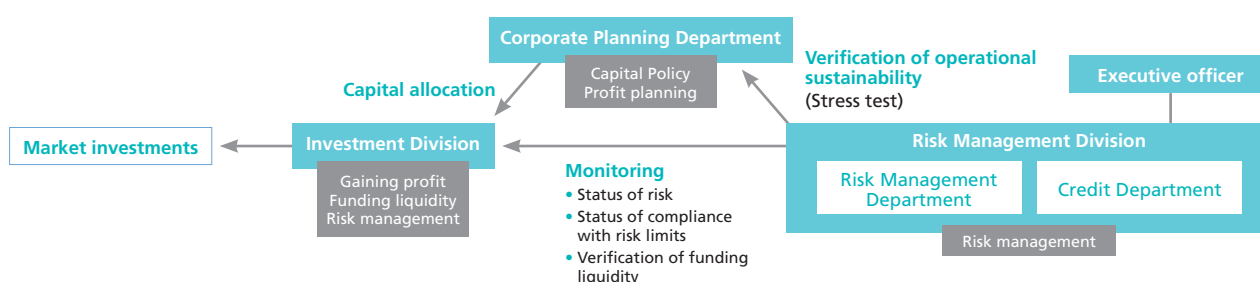 Corporate Planning Department
Capital Policy
Profit planning
Verification of operational
sustainability
(Stress test)
Executive officer
Capital allocation
Market investments
Investment Division
Gaining profit
Funding liquidity
Risk management
Monitoring
• Status of risk
• Status of compliance
with risk limits
• Verification of funding
liquidity
Risk Management Division
Risk Management
Department
Credit Department
Risk management